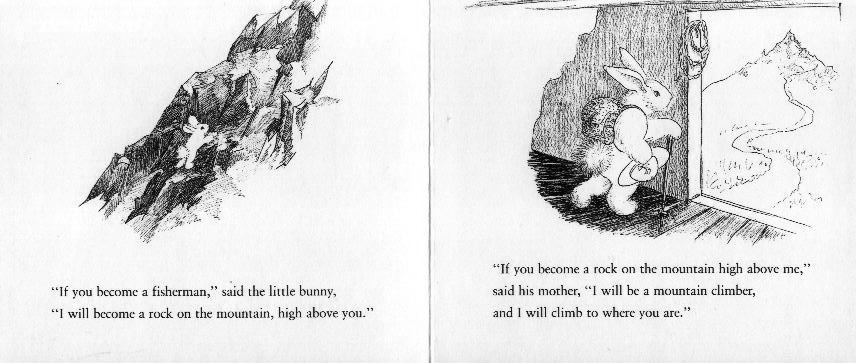 “If you become a fisherman,” said the little bunny,
“I will become a rock on the mountain, high above you.”
“If you become a rock on the mountain high above me,”
said his mother, “I will be a mountain climber,
and I will climb to where you are.”